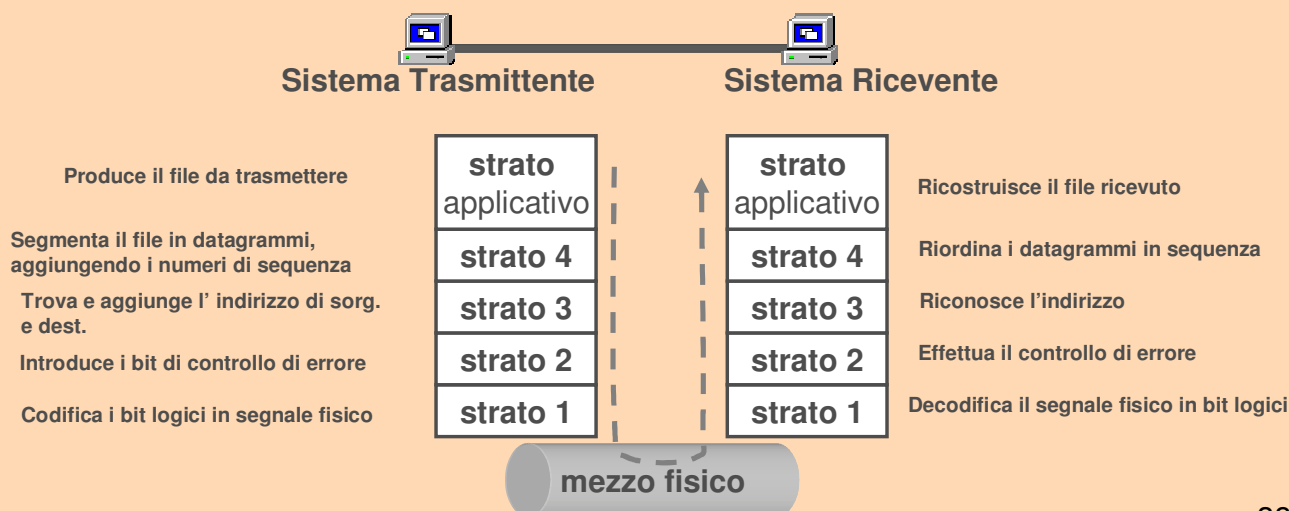 Sistema Trasmittente
Sistema Ricevente
Produce il file da trasmettere
strato
applicativo
strato
applicativo
Ricostruisce il file ricevuto
Segmenta il file in datagrammi,
aggiungendo i numeri di sequenza
strato 4
strato 4
Riordina i datagrammi in sequenza
Trova e aggiunge l' indirizzo di sorg.
e dest.
strato 3
strato 3
Riconosce l'indirizzo
Introduce i bit di controllo di errore
strato 2
strato 2
Effettua il controllo di errore
Codifica i bit logici in segnale fisico
strato 1
strato 1
Decodifica il segnale fisico in bit logici
mezzo fisico